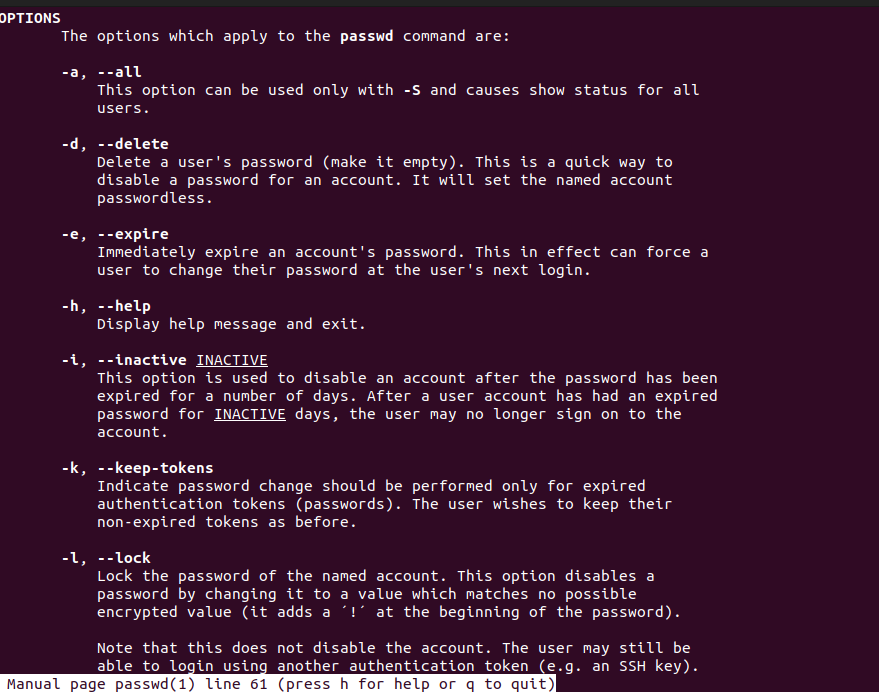 OPTIONS
The options which apply to the passwd command are:
-a, --all
This option can be used only with -S and causes show status for all
users.
-d, --delete
Delete a user's password (make it empty). This is a quick way to
disable a password for an account. It will set the named account
passwordless.
-e, --expire
Immediately expire an account's password. This in effect can force a
user to change their password at the user's next login.
-h, --help
Display help message and exit.
-i, --inactive INACTIVE
This option is used to disable an account after the password has been
expired for a number of days. After a user account has had an expired
password for INACTIVE days, the user may no longer sign on to the
account.
-k, --keep-tokens
Indicate password change should be performed only for expired
authentication tokens (passwords). The user wishes to keep their
non-expired tokens as before.
-l, --lock
Lock the password of the named account. This option disables a
password by changing it to a value which matches no possible
encrypted value (it adds a ´!´ at the beginning of the password).
Note that this does not disable the account. The user may still be
able to login using another authentication token (e.g. an SSH key).
Manual page passwd(1) line 61 (press h for help or q to quit)